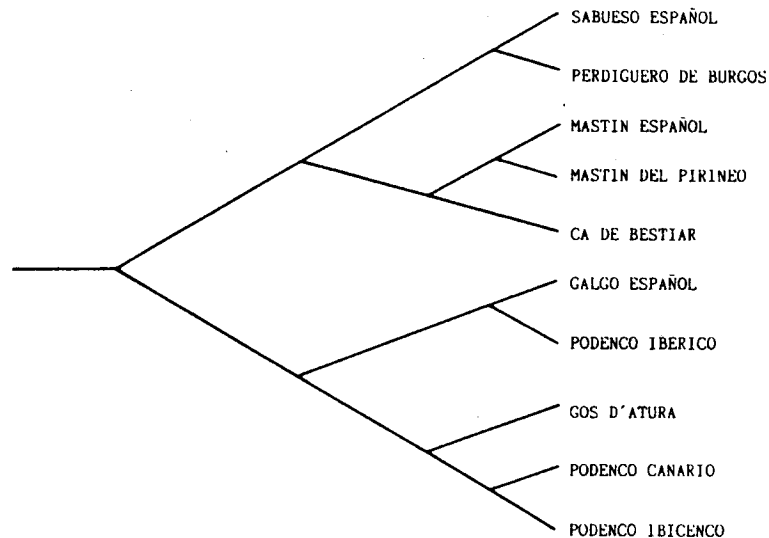 SABUESO ESPAÑOL
PERDIGUERO DE BURGOS
MASTIN ESPAÑOL
MASTIN DEL PIRINEO
CA DE BESTIAR
GALGO ESPAÑOL
PODENCO IBERICO
GOS D'ATURA
PODENCO CANARIO
PODENCO IBICENCO